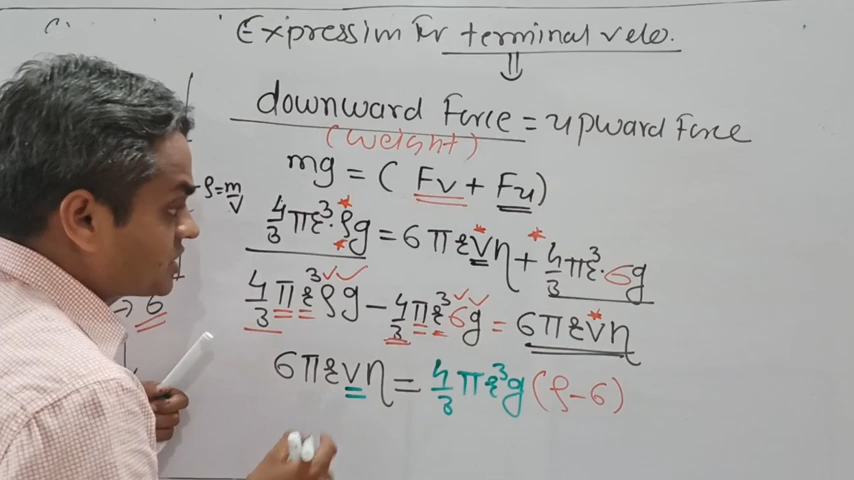 Expression For terminal velo.
⇓
downward Force = upward Force
(weight)
mg = ( Fv + Fu)
ρ = m/V
4/3 πr³·ρg = 6πrvη + 4/3 πr³·σg
4/3 πr³ρg − 4/3 πr³σg = 6πrvη
→ σ
6πrvη = 4/3 πr³g (ρ−σ)